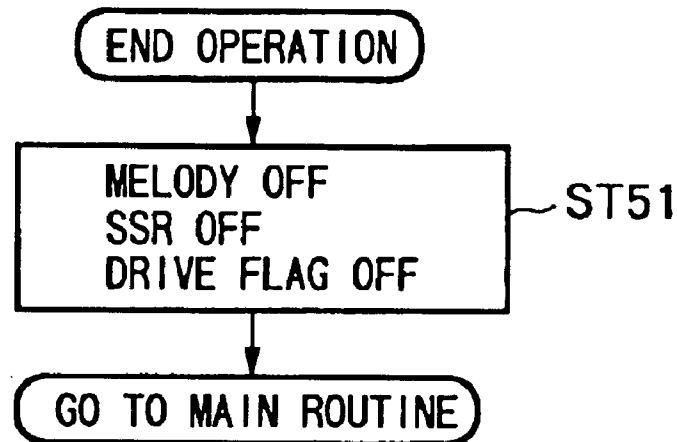 END OPERATION
MELODY OFF
SSR OFF
DRIVE FLAG OFF
ST51
GO TO MAIN ROUTINE